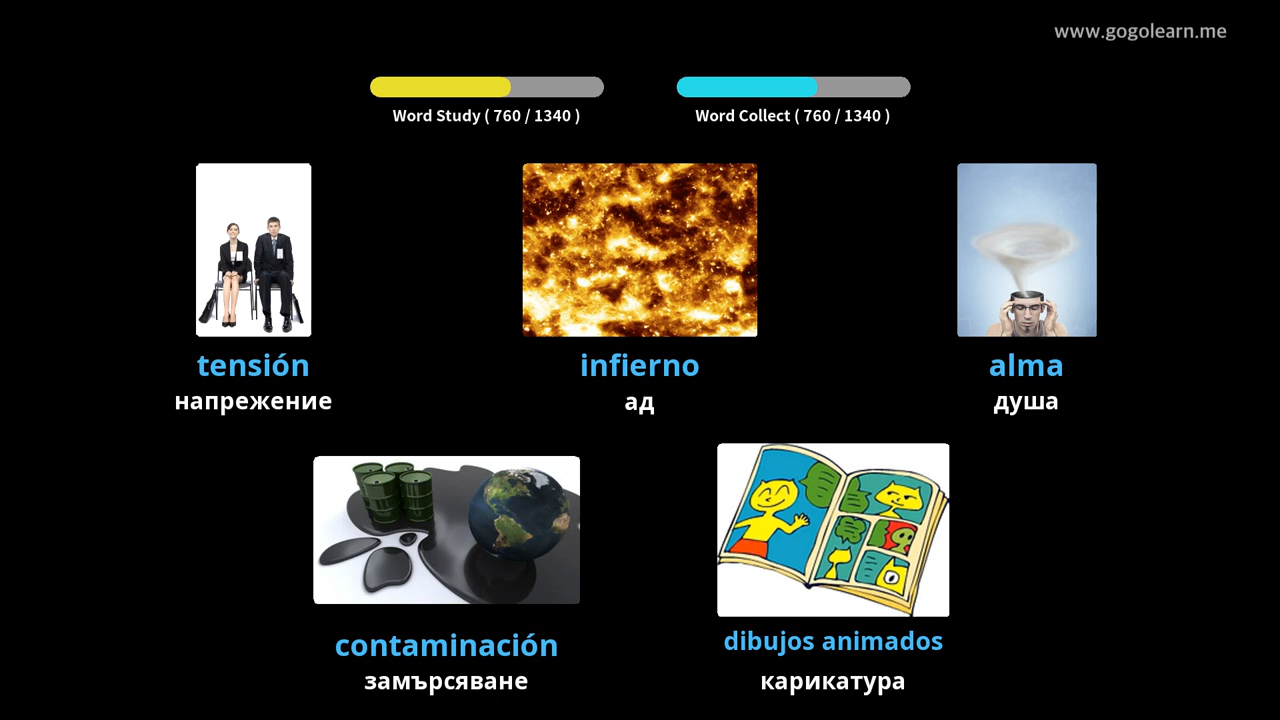 www.gogolearn.me
Word Study ( 760 / 1340 )
Word Collect ( 760 / 1340 )
tensión
напрежение
infierno
ад
alma
душа
contaminación
замърсяване
dibujos animados
карикатура